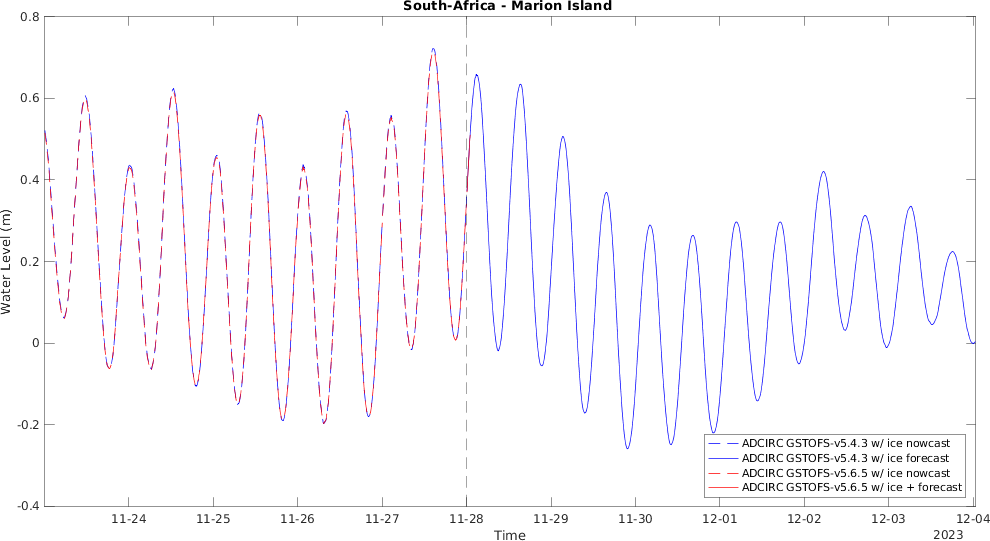 South-Africa - Marion Island
Water Level (m)
0.8
0.6
0.4
0.2
0
-0.2
-0.4
ADCIRC GSTOFS-v5.4.3 w/ ice nowcast
ADCIRC GSTOFS-v5.4.3 w/ ice forecast
ADCIRC GSTOFS-v5.6.5 w/ ice nowcast
ADCIRC GSTOFS-v5.6.5 w/ ice + forecast
11-24 11-25 11-26 11-27 11-28 11-29 11-30 12-01 12-02 12-03 12-04
Time
2023